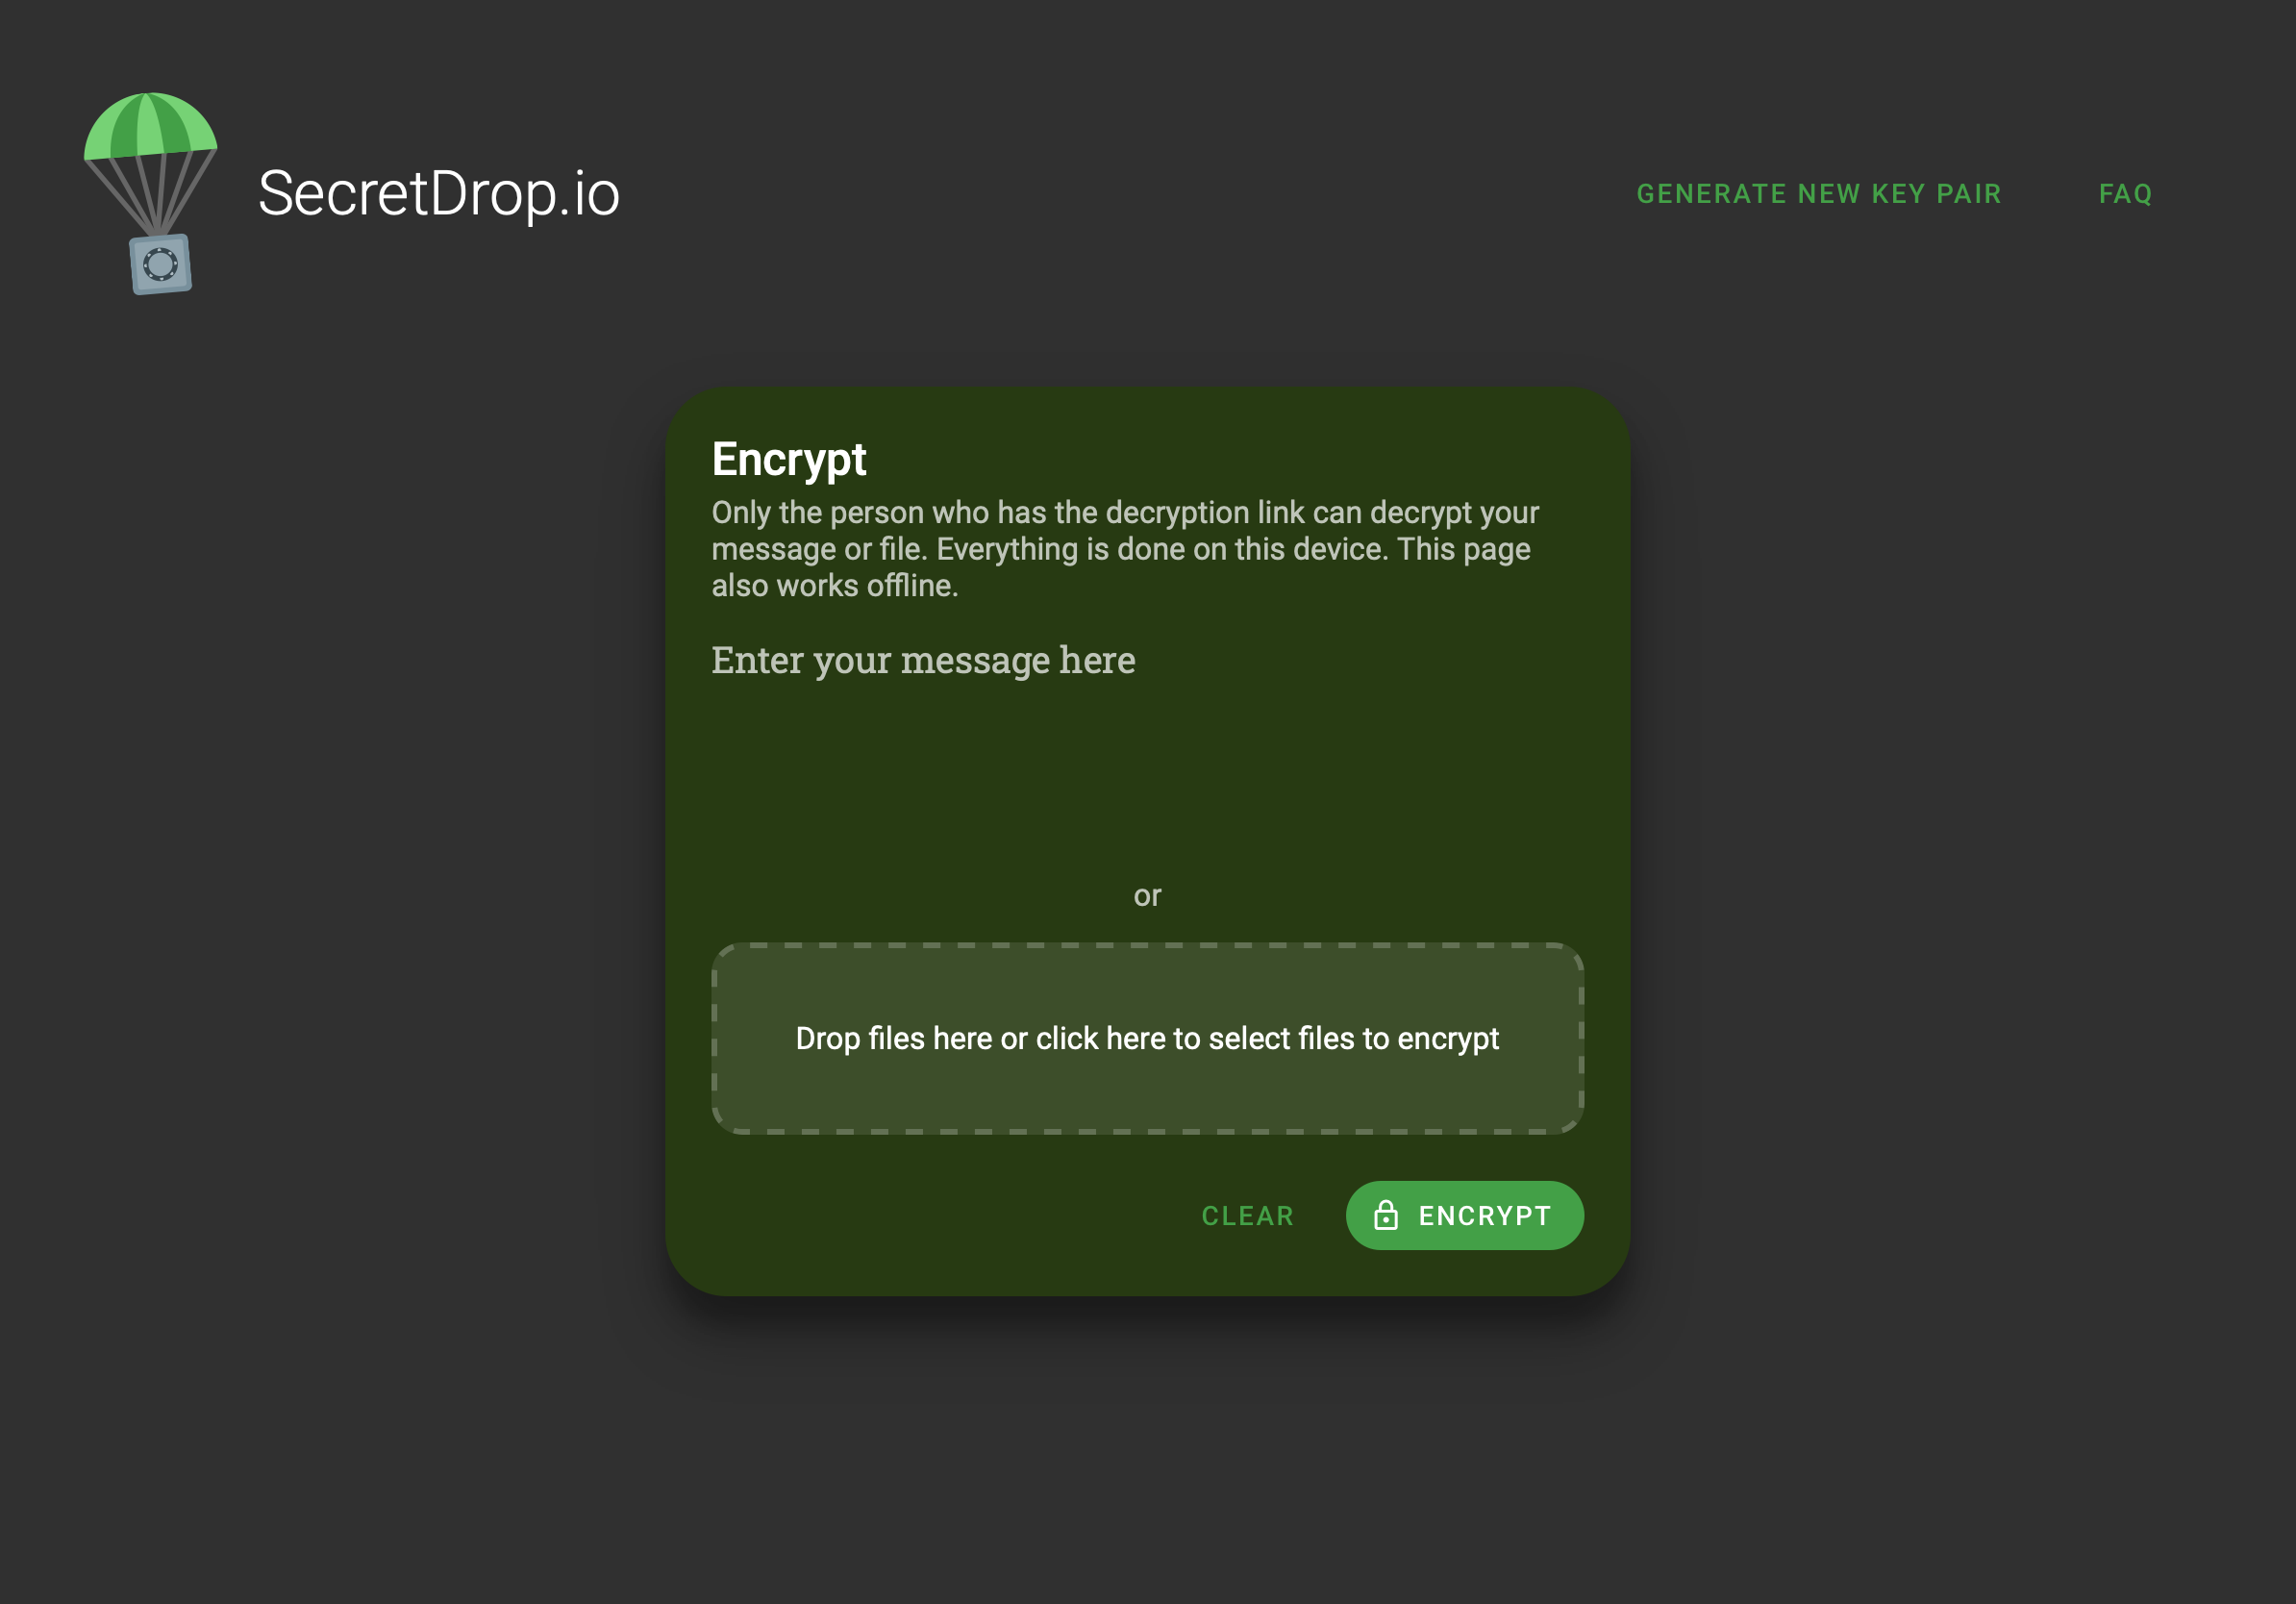 SecretDrop.io
GENERATE NEW KEY PAIR
FAQ
Encrypt
Only the person who has the decryption link can decrypt your
message or file. Everything is done on this device. This page
also works offline.
Enter your message here
or
Drop files here or click here to select files to encrypt
CLEAR
ENCRYPT